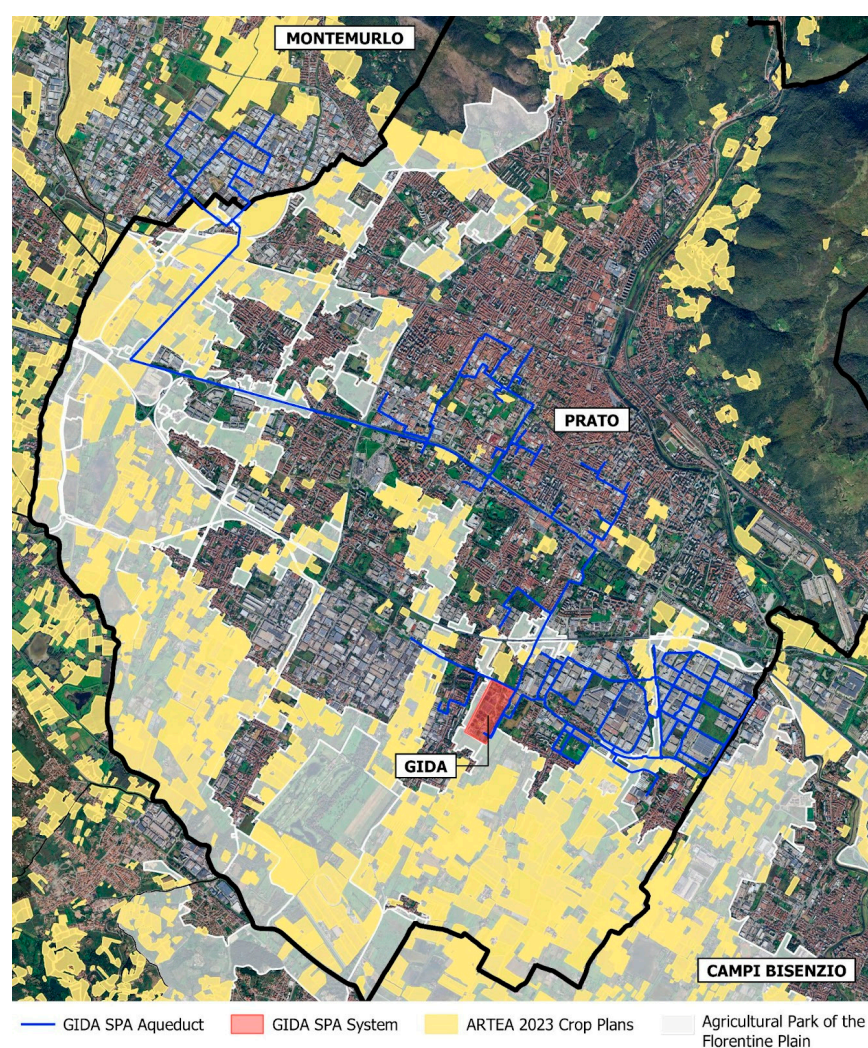 MONTEMURLO
PRATO
GIDA
CAMPI BISENZIO
GIDA SPA Aqueduct
GIDA SPA System
ARTEA 2023 Crop Plans
Agricultural Park of the
Florentine Plain